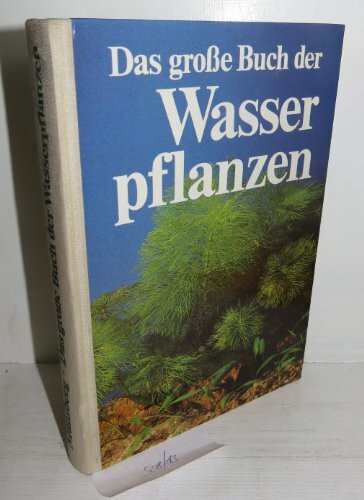 Das große Buch der
Wasser
pflanzen
Das große Buch der Wasserpflanzen